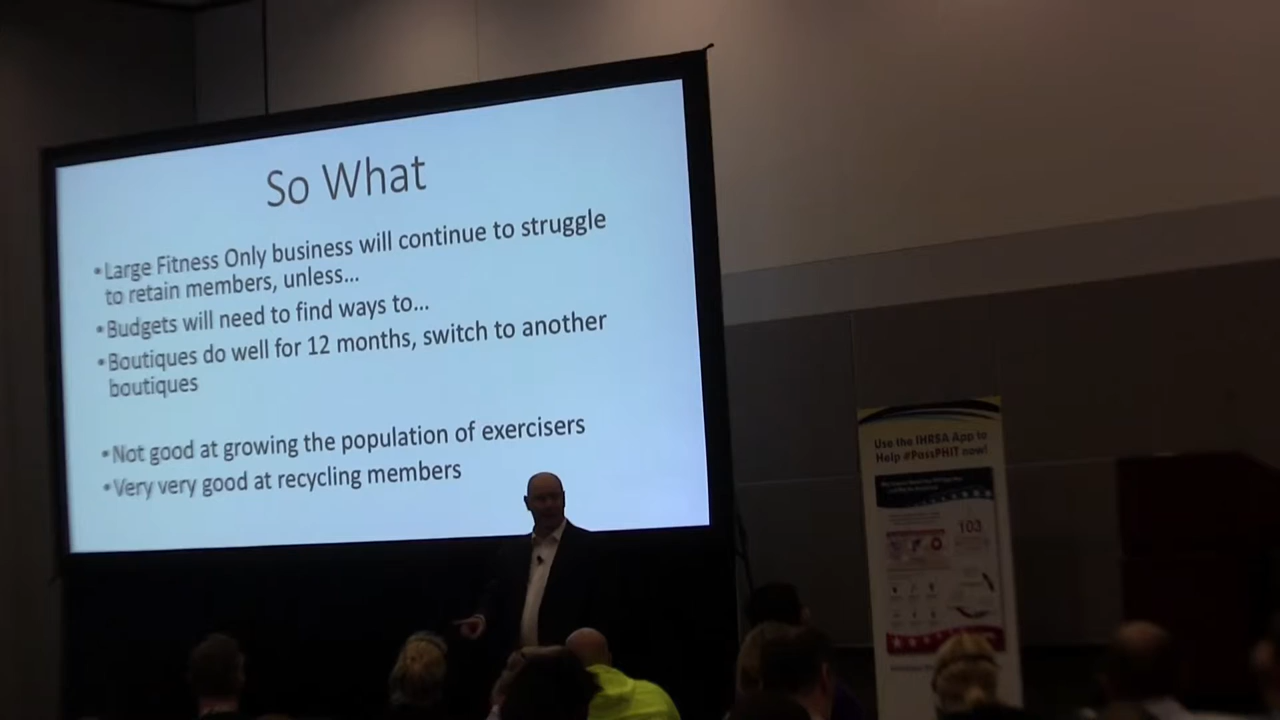 So What
•Large Fitness Only business will continue to struggle
to retain members, unless...
•Budgets will need to find ways to...
•Boutiques do well for 12 months, switch to another
boutiques
•Not good at growing the population of exercisers
•Very very good at recycling members
Use the IHRSA App to
Help #PassPHIT now!
103